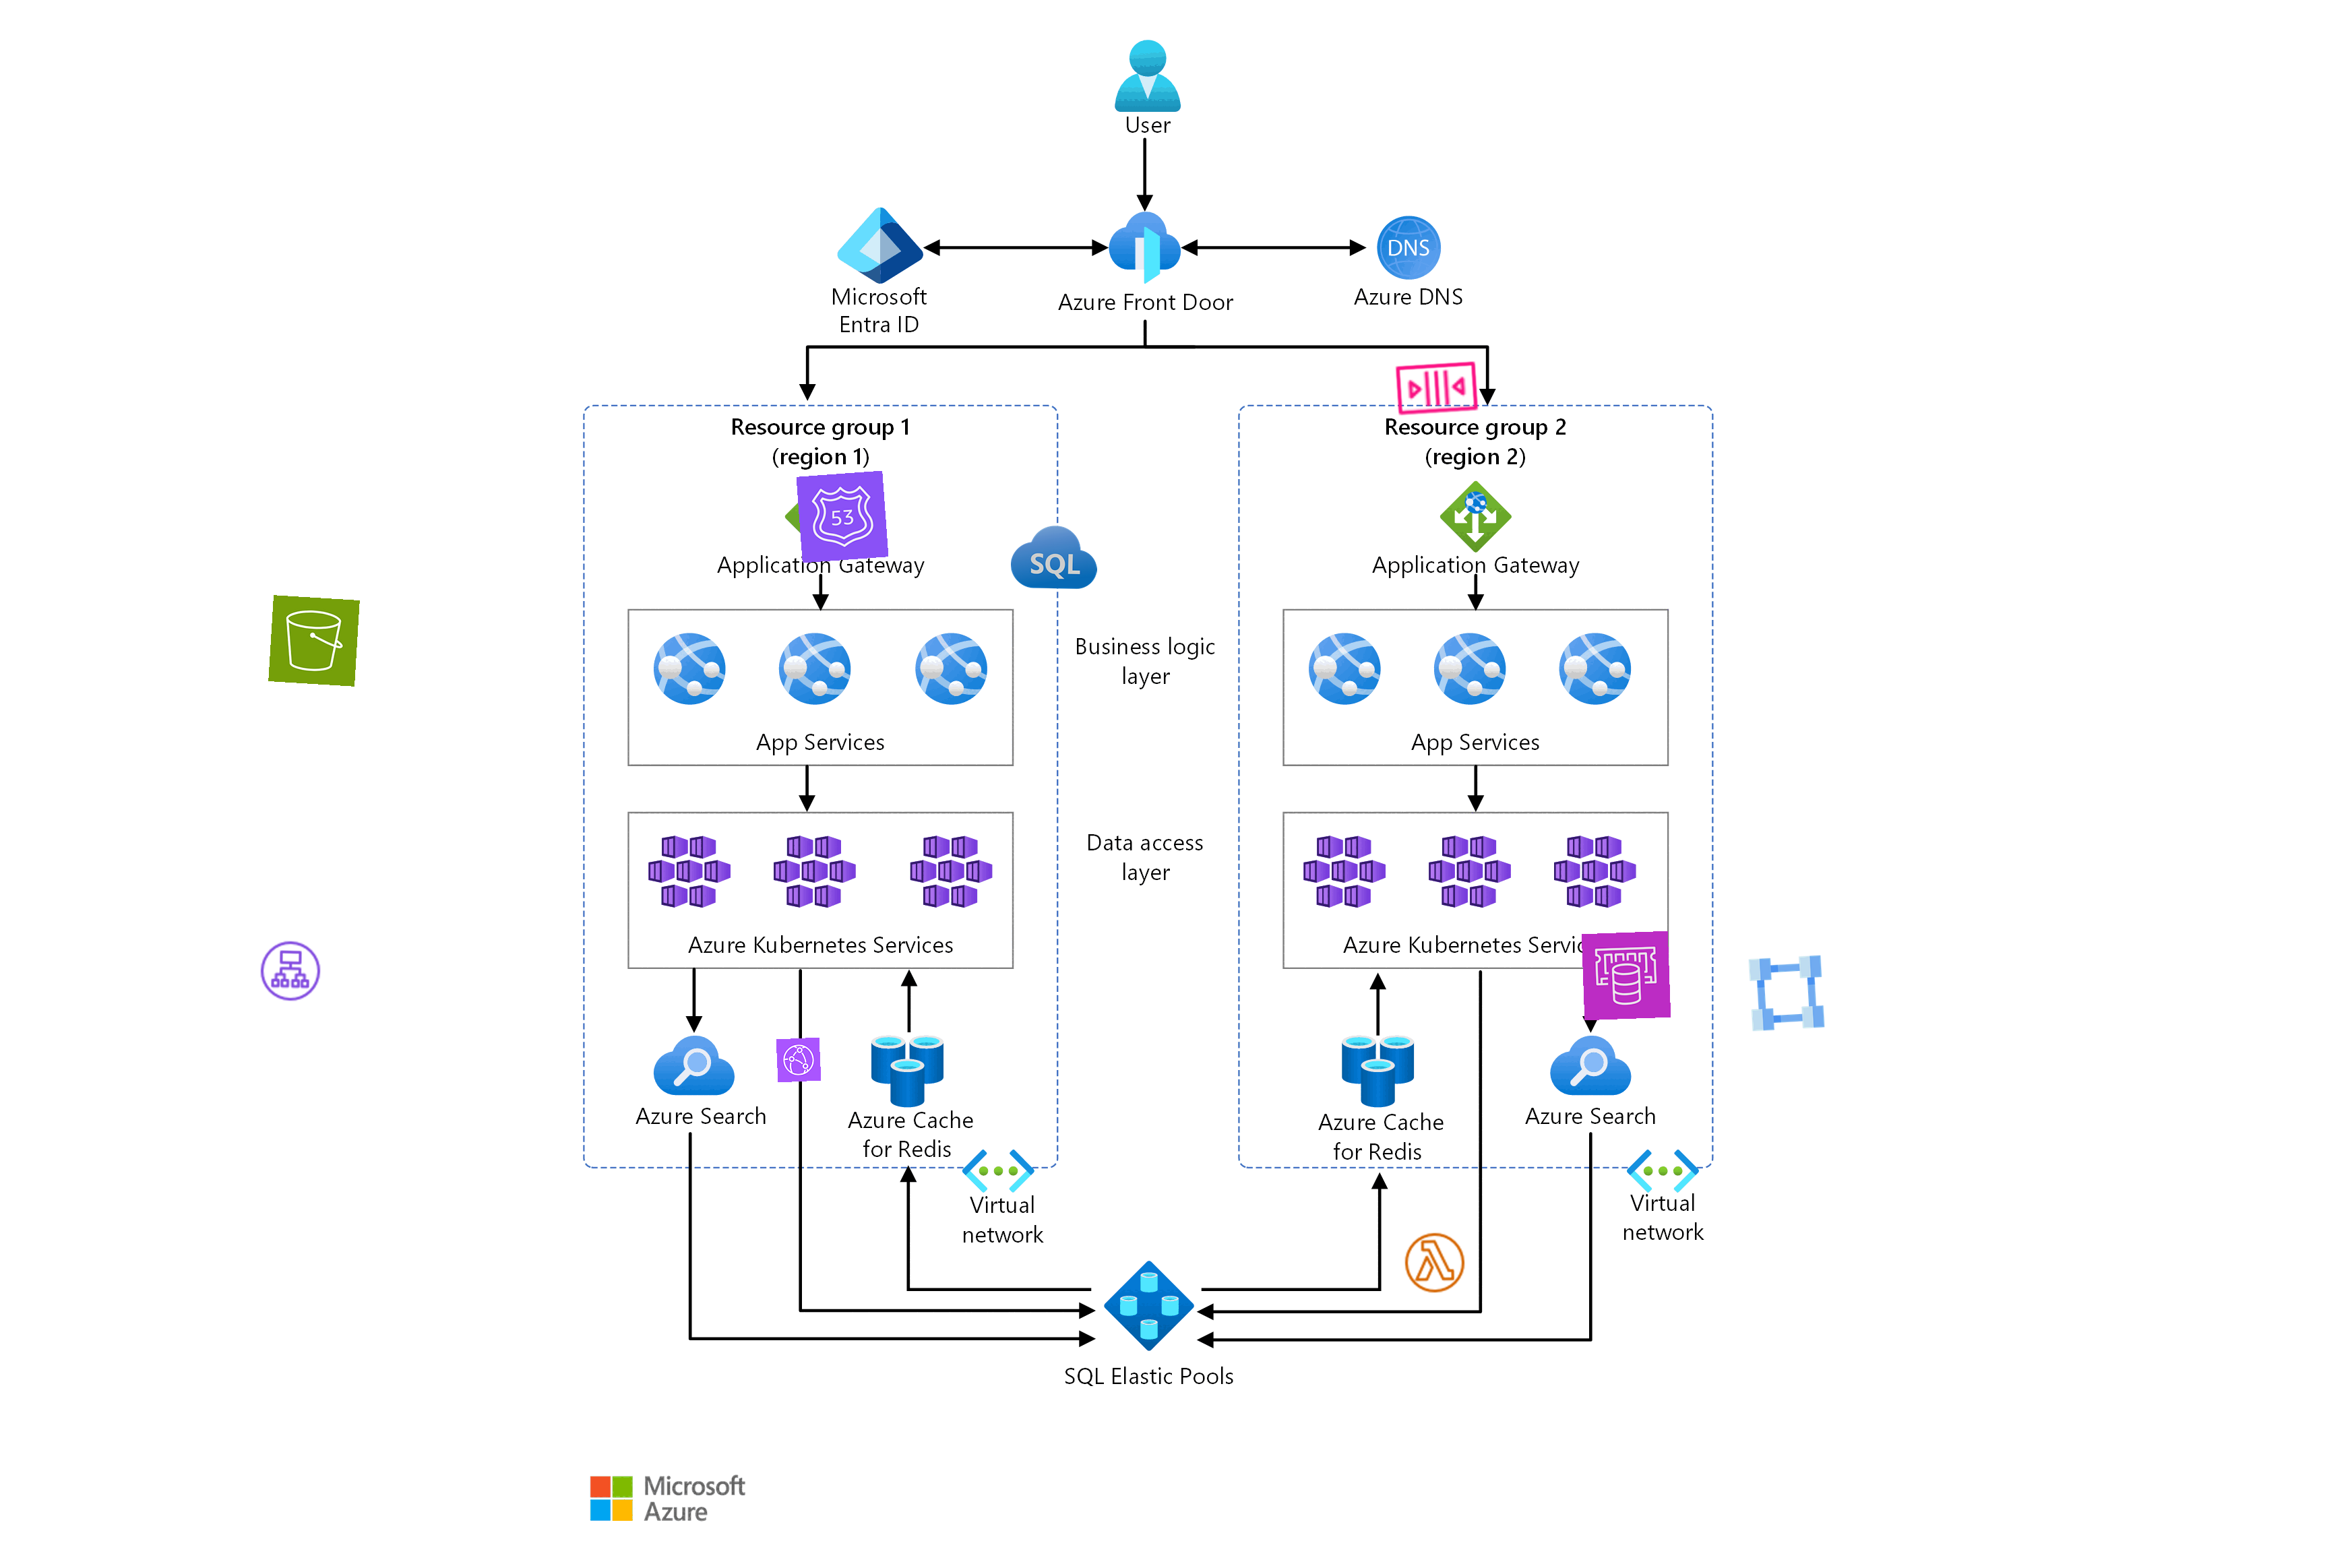 User
DNS
Microsoft
Entra ID
Azure Front Door
Azure DNS
Resource group 1
(region 1)
Resource group 2
(region 2)
53
Application Gateway
SQL
Application Gateway
Business logic
layer
App Services
App Services
Data access
layer
Azure Kubernetes Services
Azure Kubernetes
Azure Search
Azure Cache
for Redis
Azure Cache
for Redis
Azure Search
Virtual
network
Virtual
network
SQL Elastic Pools
Microsoft
Azure